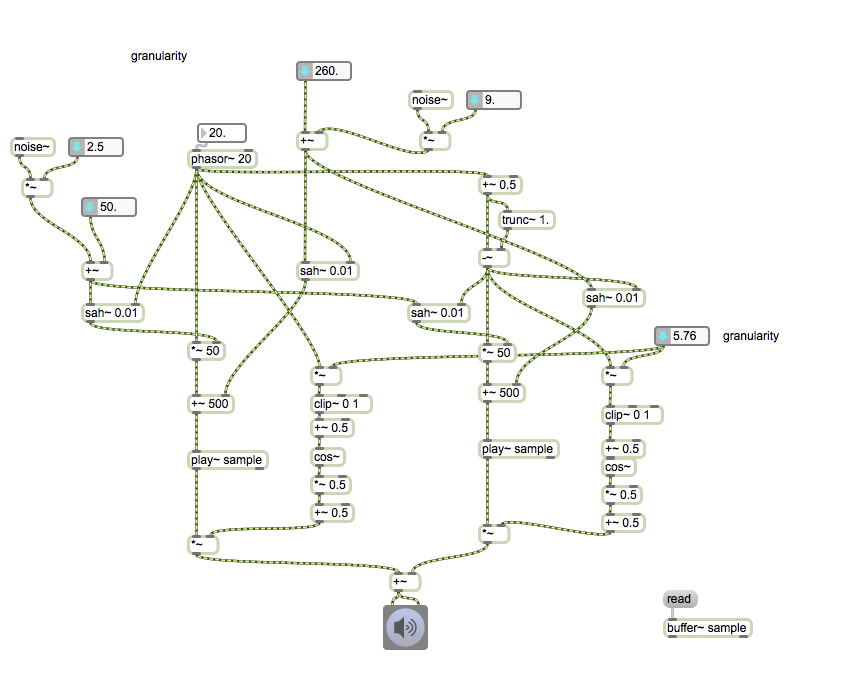 granularity
260.
noise~
9.
20.
+~
*~
noise~
2.5
phasor~ 20
*~
+~ 0.5
50.
trunc~ 1.
-~
+~
sah~ 0.01
sah~ 0.01
sah~ 0.01
sah~ 0.01
5.76
granularity
*~ 50
*~ 50
*~
*~
+~ 500
+~ 500
clip~ 0 1
clip~ 0 1
+~ 0.5
play~ sample
play~ sample
cos~
+~ 0.5
cos~
*~ 0.5
*~ 0.5
+~ 0.5
+~ 0.5
*~
*~
+~
read
buffer~ sample